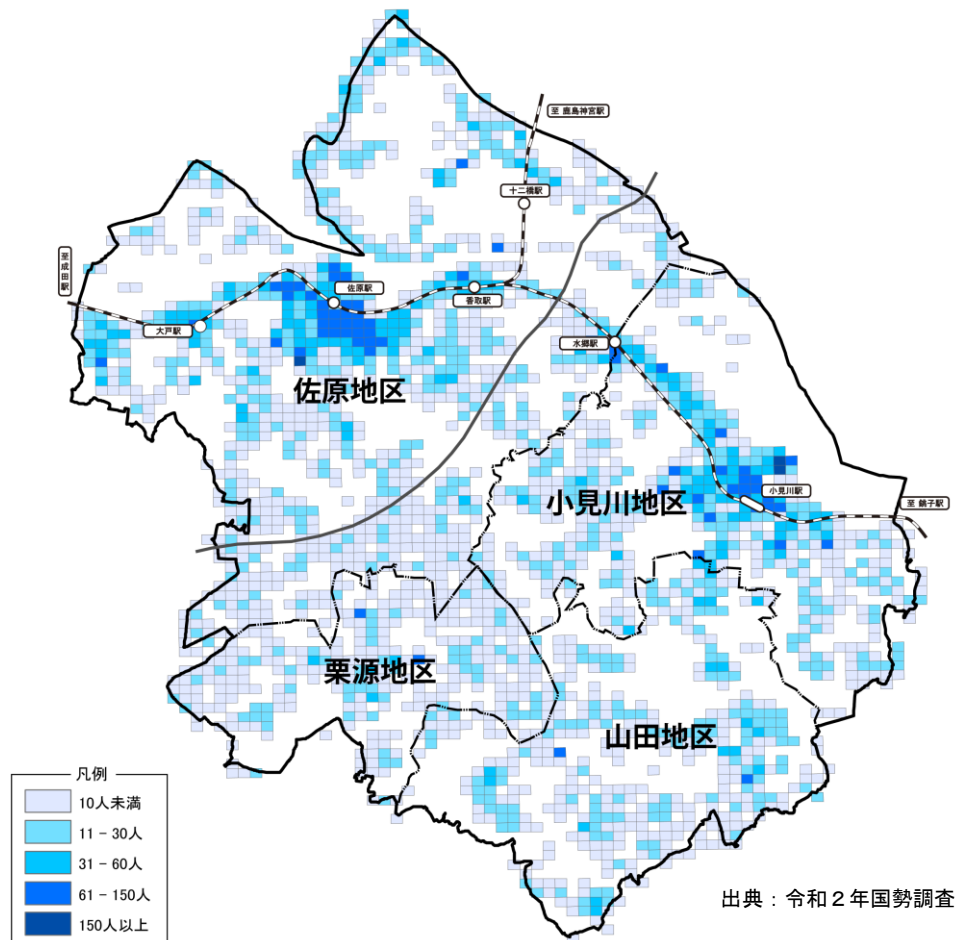 至 鹿島神宮駅
十二橋駅
至成田駅
佐原駅
香取駅
大戸駅
水郷駅
佐原地区
小見川駅
小見川地区
至 銚子駅
栗源地区
山田地区
凡例
10人未満
11 - 30人
31 - 60人
61 - 150人
150人以上
出典：令和２年国勢調査